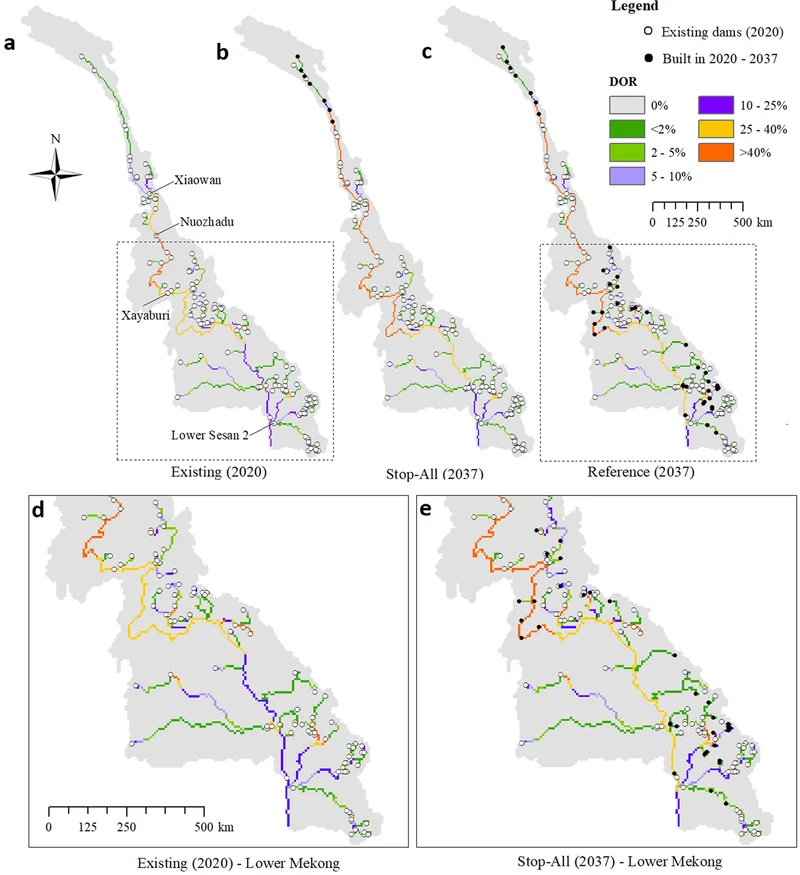 a
b
c
Legend
Existing dams (2020)
Built in 2020 - 2037
DOR
0%
10 - 25%
<2%
25 - 40%
2 - 5%
>40%
5 - 10%
0 125 250 500 km
N
Xiaowan
Nuozhadu
Xayaburi
Lower Sesan 2
Existing (2020)
Stop-All (2037)
Reference (2037)
d
e
0 125 250 500 km
Existing (2020) - Lower Mekong
Stop-All (2037) - Lower Mekong